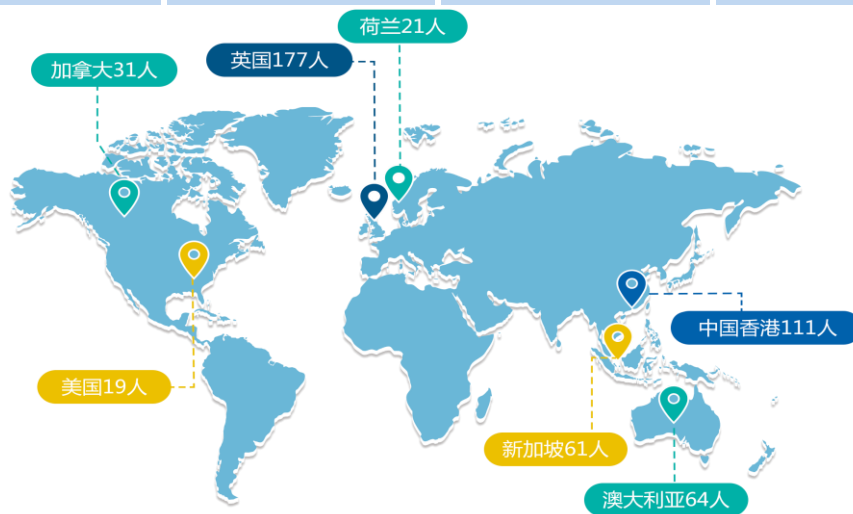 荷兰21人
英国177人
加拿大31人
中国香港111人
美国19人
新加坡61人
澳大利亚64人